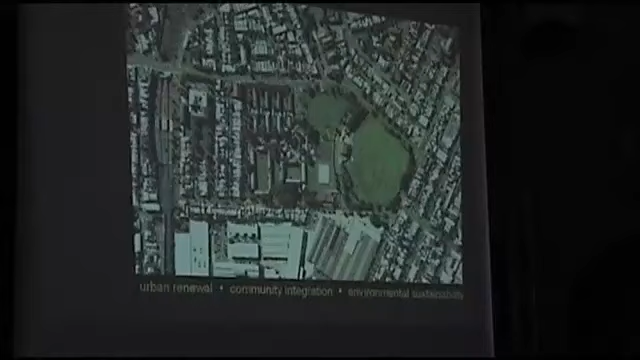 urban renewal • community integration • environmental sustainability